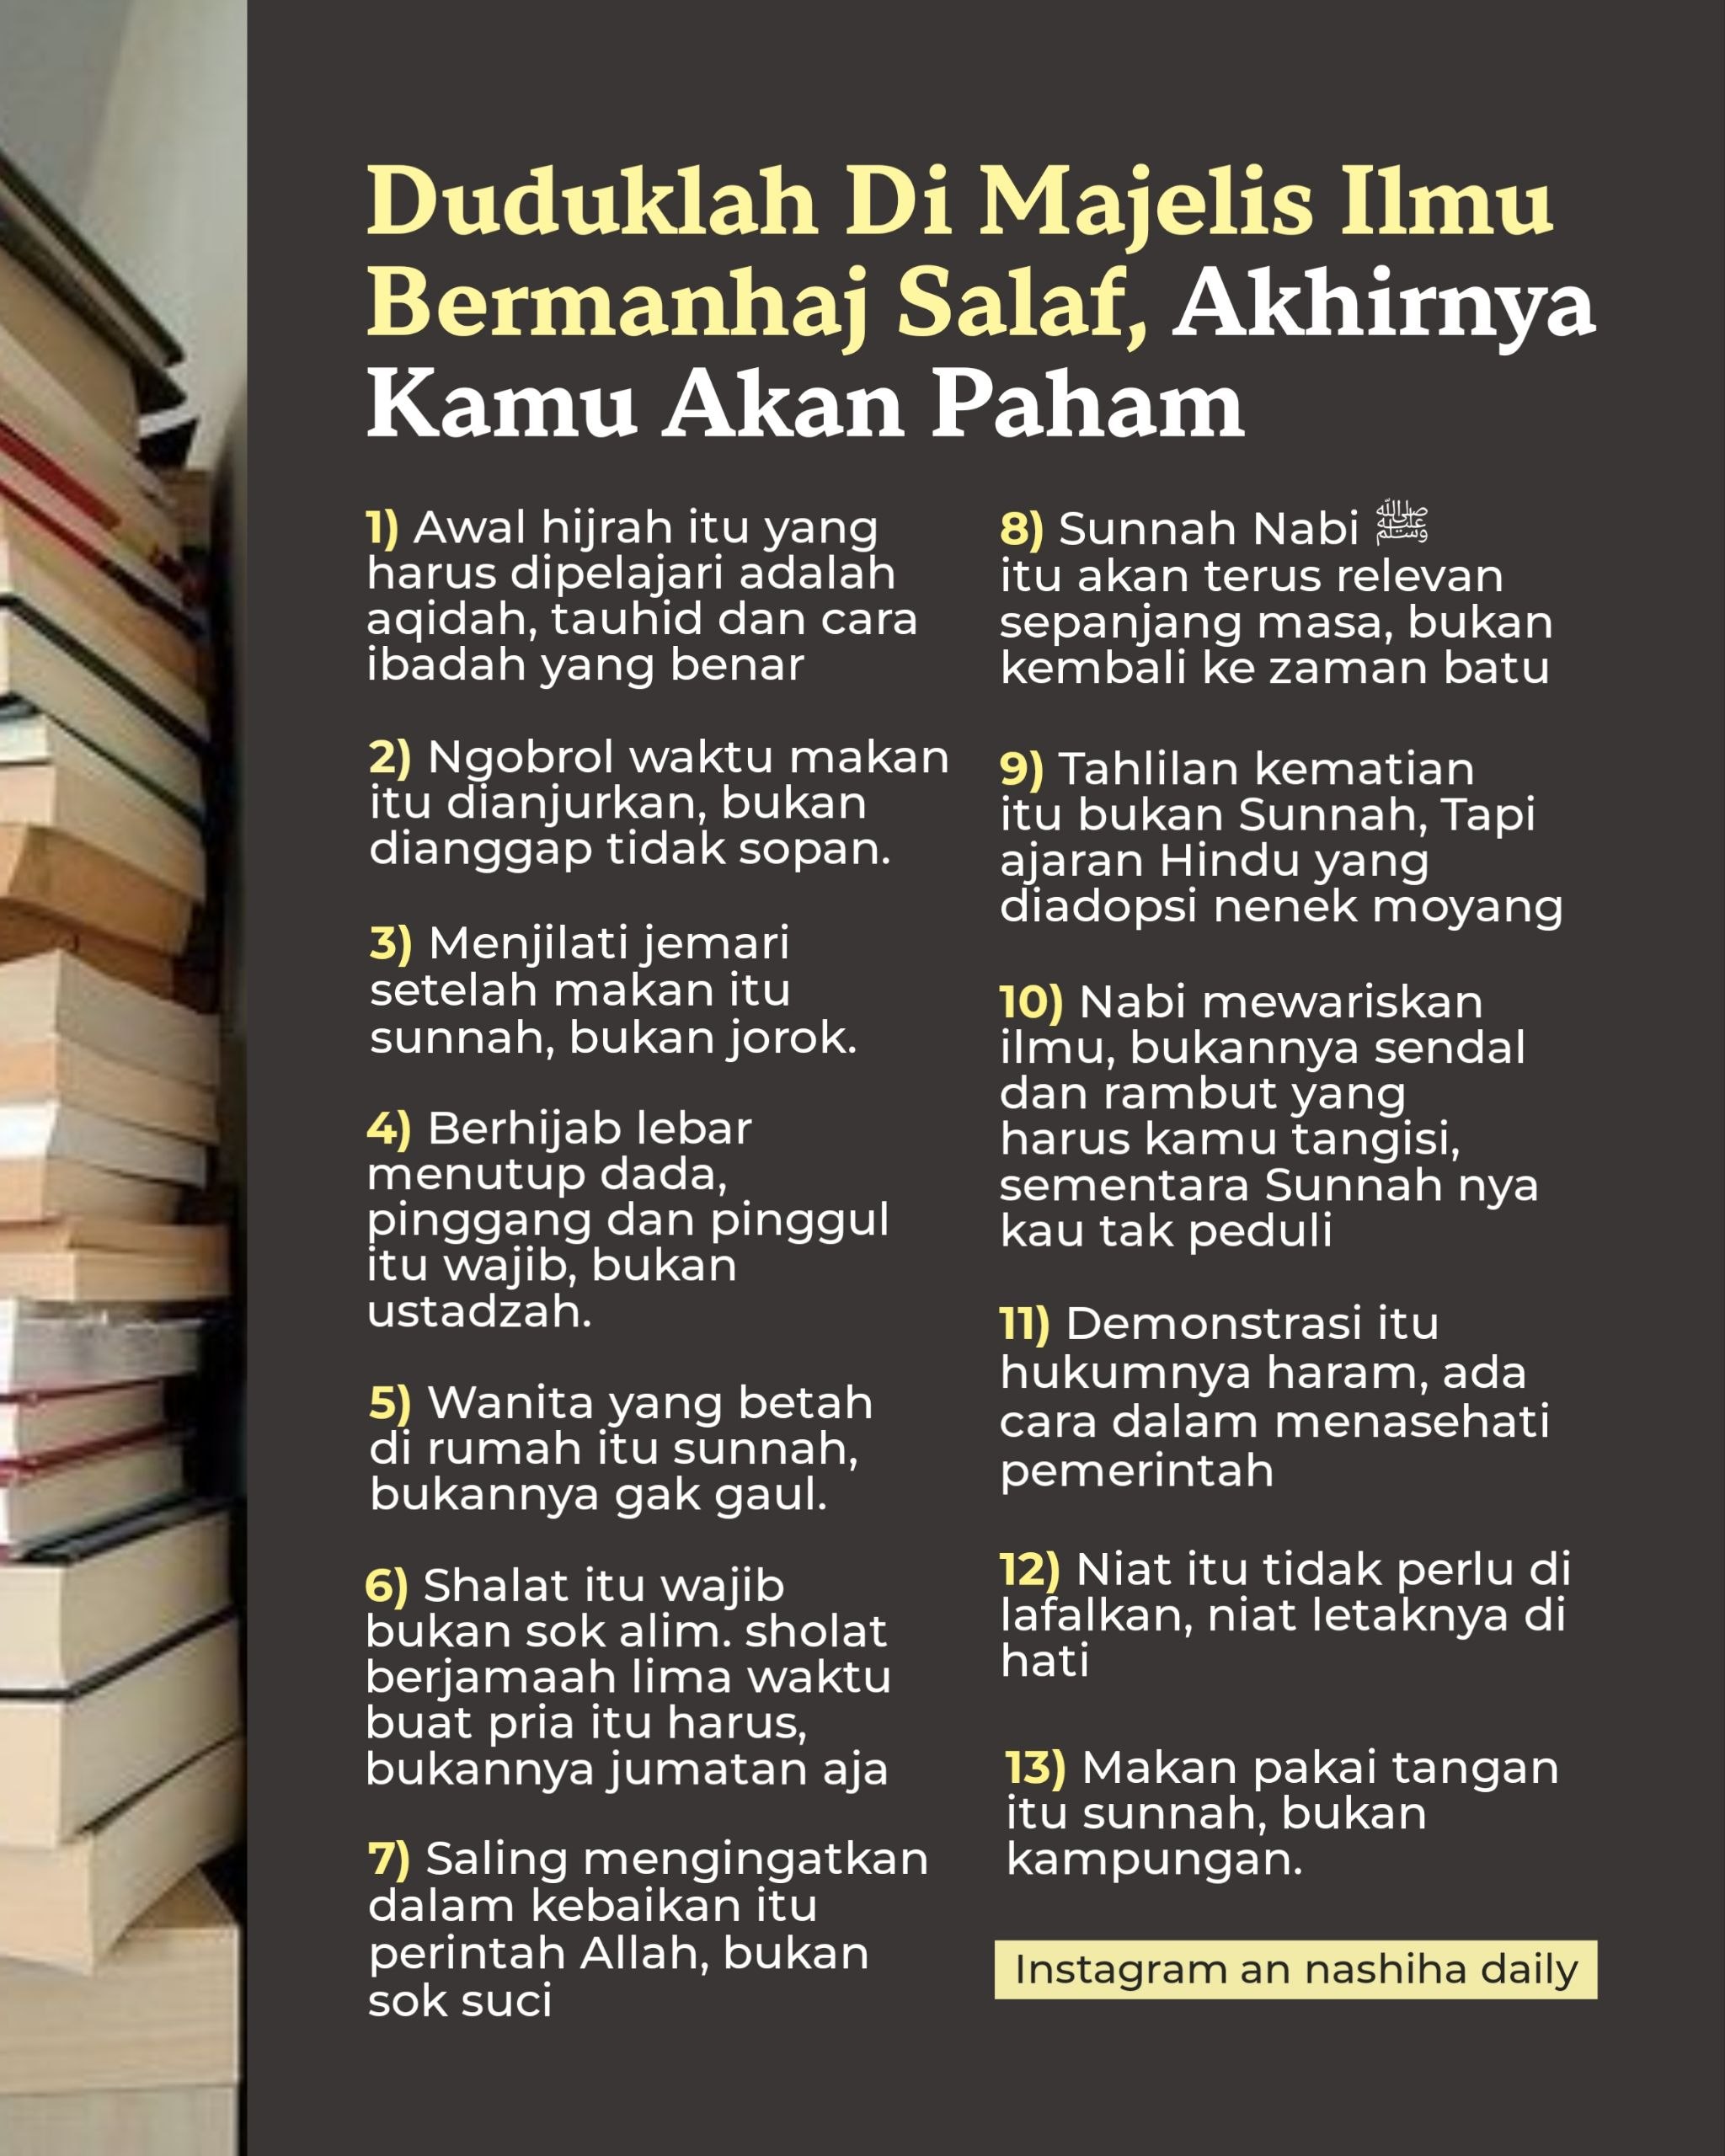 Duduklah Di Majelis Ilmu
Bermanhaj Salaf, Akhirnya
Kamu Akan Paham
1) Awal hijrah itu yang
harus dipelajari adalah
aqidah, tauhid dan cara
ibadah yang benar
2) Ngobrol waktu makan
itu dianjurkan, bukan
dianggap tidak sopan.
3) Menjilati jemari
setelah makan itu
sunnah, bukan jorok.
4) Berhijab lebar
menutup dada,
pinggang dan pinggul
itu wajib, bukan
ustadzah.
5) Wanita yang betah
di rumah itu sunnah,
bukannya gak gaul.
6) Shalat itu wajib
bukan sok alim. sholat
berjamaah lima waktu
buat pria itu harus,
bukannya jumatan aja
7) Saling mengingatkan
dalam kebaikan itu
perintah Allah, bukan
sok suci
8) Sunnah Nabi ﷺ
itu akan terus relevan
sepanjang masa, bukan
kembali ke zaman batu
9) Tahlilan kematian
itu bukan Sunnah, Tapi
ajaran Hindu yang
diadopsi nenek moyang
10) Nabi mewariskan
ilmu, bukannya sendal
dan rambut yang
harus kamu tangisi,
sementara Sunnah nya
kau tak peduli
11) Demonstrasi itu
hukumnya haram, ada
cara dalam menasehati
pemerintah
12) Niat itu tidak perlu di
lafalkan, niat letaknya di
hati
13) Makan pakai tangan
itu sunnah, bukan
kampungan.
Instagram an nashiha daily